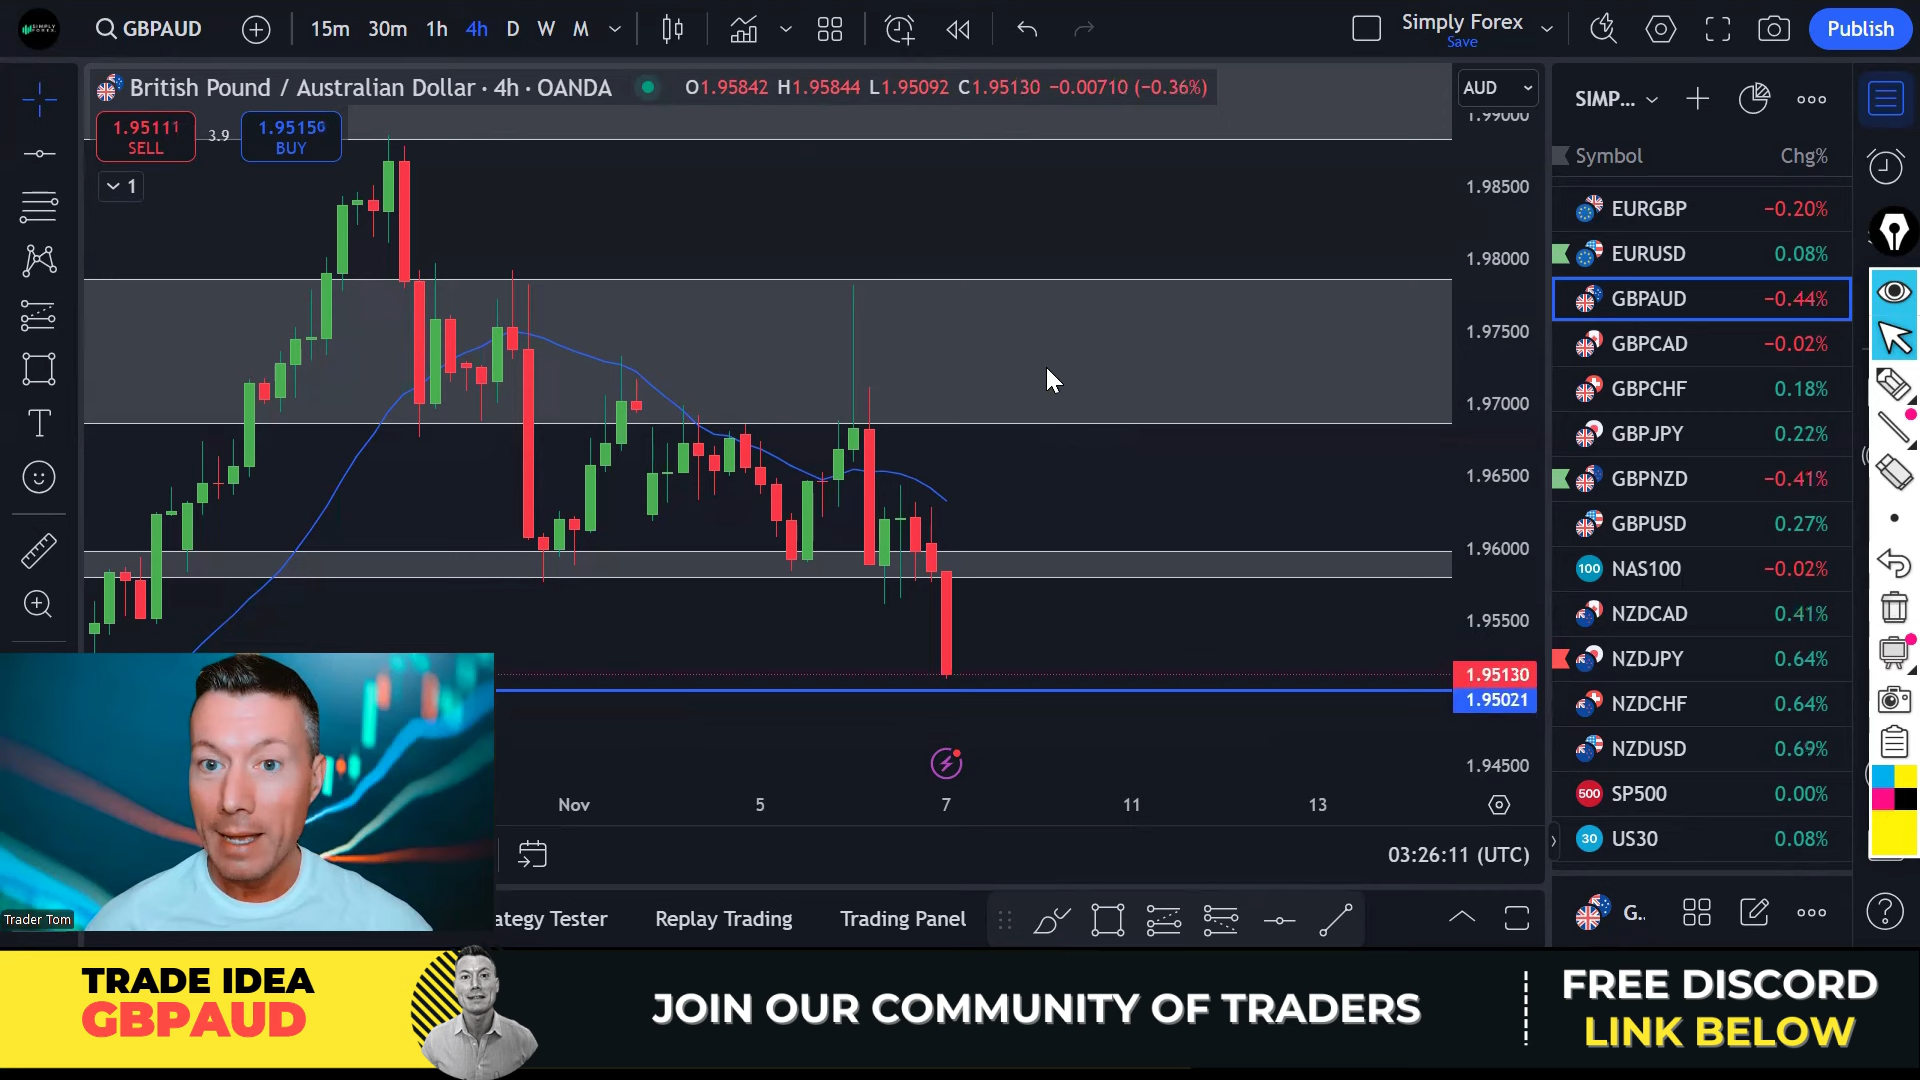 GBPAUD
15m 30m 1h 4h D W M
Simply Forex
Save
Publish
British Pound / Australian Dollar · 4h · OANDA
O1.95842 H1.95844 L1.95092 C1.95130 −0.00710 (−0.36%)
AUD
1.95111
SELL
3.9
1.95156
BUY
1
1.99000
1.98500
1.98000
1.97500
1.97000
1.96500
1.96000
1.95500
1.95130
1.95021
1.94500
Nov 5 7 11 13
03:26:11 (UTC)
SIMP...
Symbol Chg%
EURGBP −0.20%
EURUSD 0.08%
GBPAUD −0.44%
GBPCAD −0.02%
GBPCHF 0.18%
GBPJPY 0.22%
GBPNZD −0.41%
GBPUSD 0.27%
100 NAS100 −0.02%
NZDCAD 0.41%
NZDJPY 0.64%
NZDCHF 0.64%
NZDUSD 0.69%
500 SP500 0.00%
30 US30 0.08%
G..
Trader Tom
ategy Tester Replay Trading Trading Panel
TRADE IDEA
GBPAUD
JOIN OUR COMMUNITY OF TRADERS
FREE DISCORD
LINK BELOW